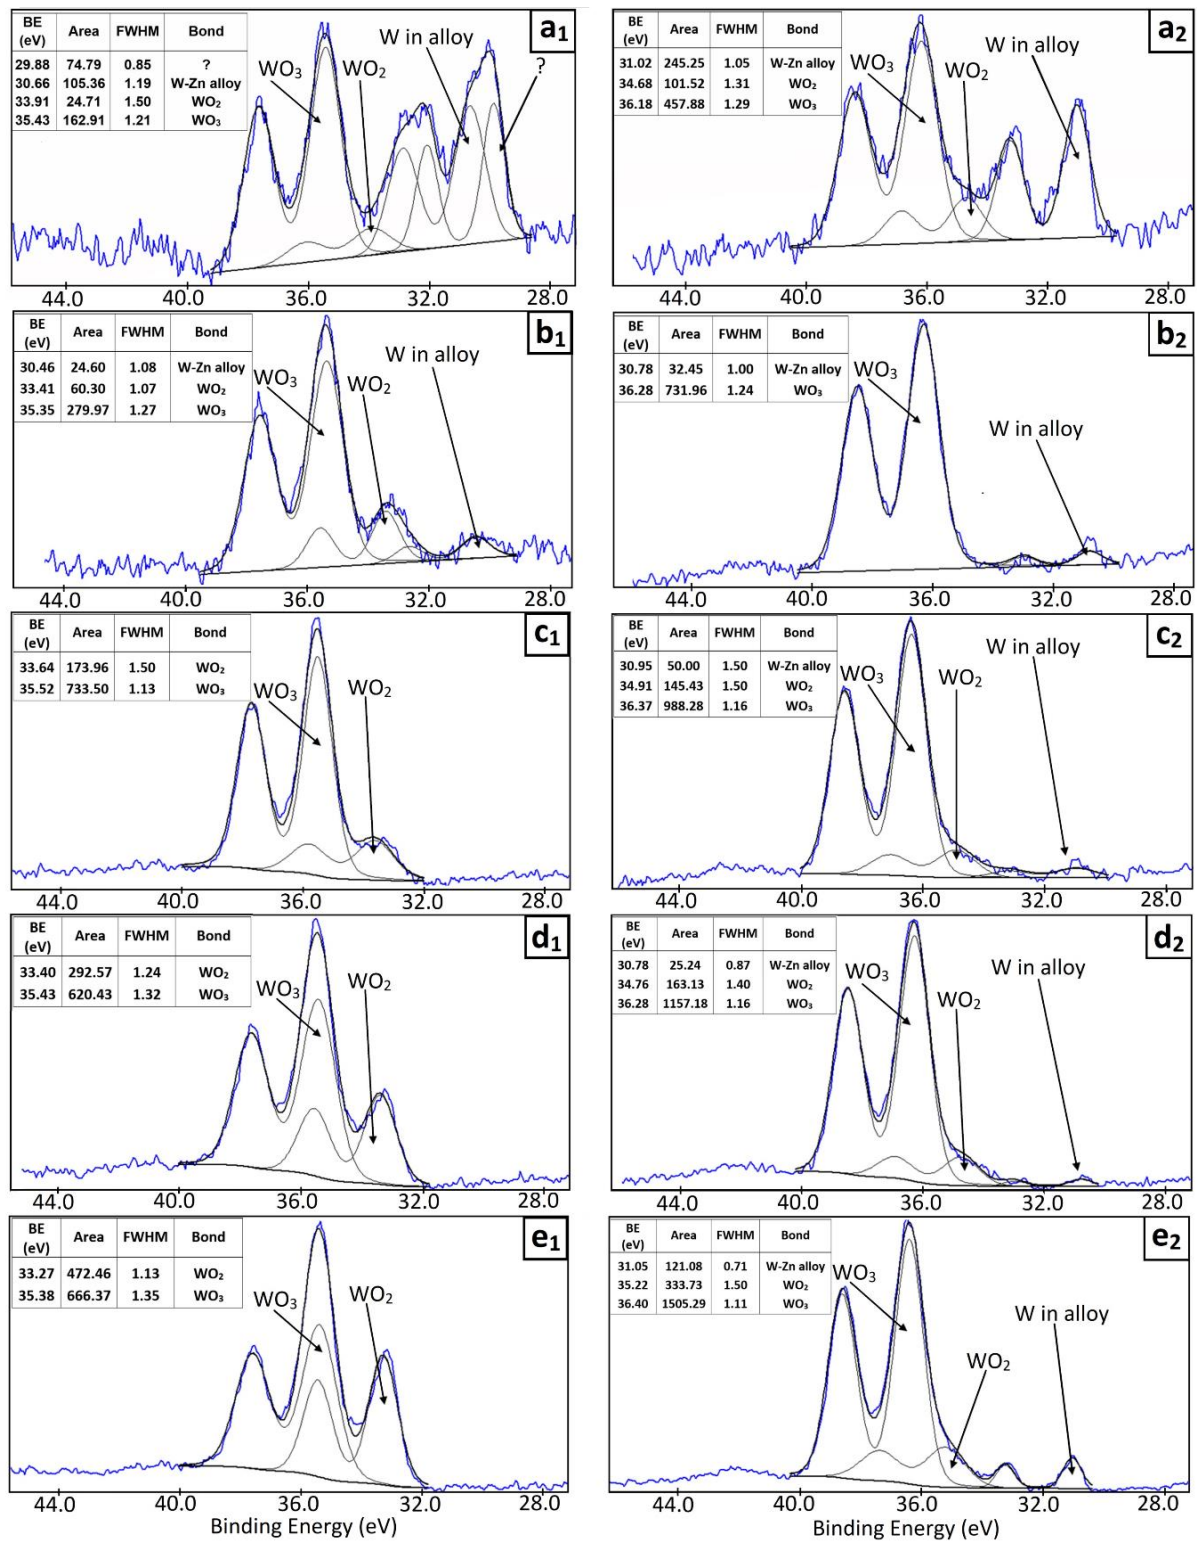 BE (eV) Area FWHM Bond
29.88 74.79 0.85 ?
30.66 105.36 1.19 W-Zn alloy
33.91 24.71 1.50 WO₂
35.43 162.91 1.21 WO₃
WO₃
WO₂
W in alloy
?
a₁
44.0 40.0 36.0 32.0 28.0
BE (eV) Area FWHM Bond
31.02 245.25 1.05 W-Zn alloy
34.68 101.52 1.31 WO₂
36.18 457.88 1.29 WO₃
WO₃
WO₂
W in alloy
a₂
44.0 40.0 36.0 32.0 28.0
BE (eV) Area FWHM Bond
30.46 24.60 1.08 W-Zn alloy
33.41 60.30 1.07 WO₂
35.35 279.97 1.27 WO₃
WO₃
WO₂
W in alloy
b₁
44.0 40.0 36.0 32.0 28.0
BE (eV) Area FWHM Bond
30.78 32.45 1.00 W-Zn alloy
36.28 731.96 1.24 WO₃
WO₃
W in alloy
b₂
44.0 40.0 36.0 32.0 28.0
BE (eV) Area FWHM Bond
33.64 173.96 1.50 WO₂
35.52 733.50 1.13 WO₃
WO₃
WO₂
c₁
44.0 40.0 36.0 32.0 28.0
BE (eV) Area FWHM Bond
30.95 50.00 1.50 W-Zn alloy
34.91 145.43 1.50 WO₂
36.37 988.28 1.16 WO₃
WO₃
WO₂
W in alloy
c₂
44.0 40.0 36.0 32.0 28.0
BE (eV) Area FWHM Bond
33.40 292.57 1.24 WO₂
35.43 620.43 1.32 WO₃
WO₃
WO₂
d₁
40.0 36.0 32.0 28.0
44.0
BE (eV) Area FWHM Bond
30.78 25.24 0.87 W-Zn alloy
34.76 163.13 1.40 WO₂
36.28 1157.18 1.16 WO₃
WO₃
WO₂
W in alloy
d₂
44.0 40.0 36.0 32.0 28.0
BE (eV) Area FWHM Bond
33.27 472.46 1.13 WO₂
35.38 666.37 1.35 WO₃
WO₃
WO₂
e₁
44.0 40.0 36.0 32.0 28.0
Binding Energy (eV)
BE (eV) Area FWHM Bond
31.05 121.08 0.71 W-Zn alloy
35.22 333.73 1.50 WO₂
36.40 1505.29 1.11 WO₃
WO₃
WO₂
W in alloy
e₂
44.0 40.0 36.0 32.0 28.0
Binding Energy (eV)